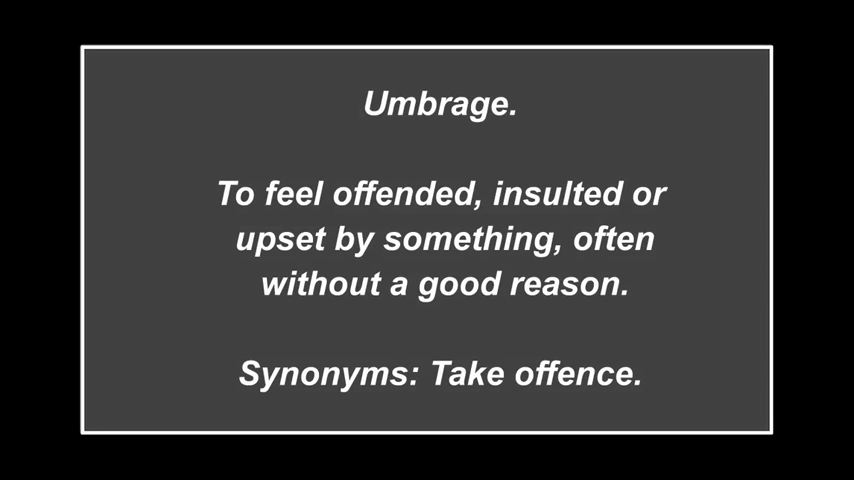 Umbrage.
To feel offended, insulted or
upset by something, often
without a good reason.
Synonyms: Take offence.